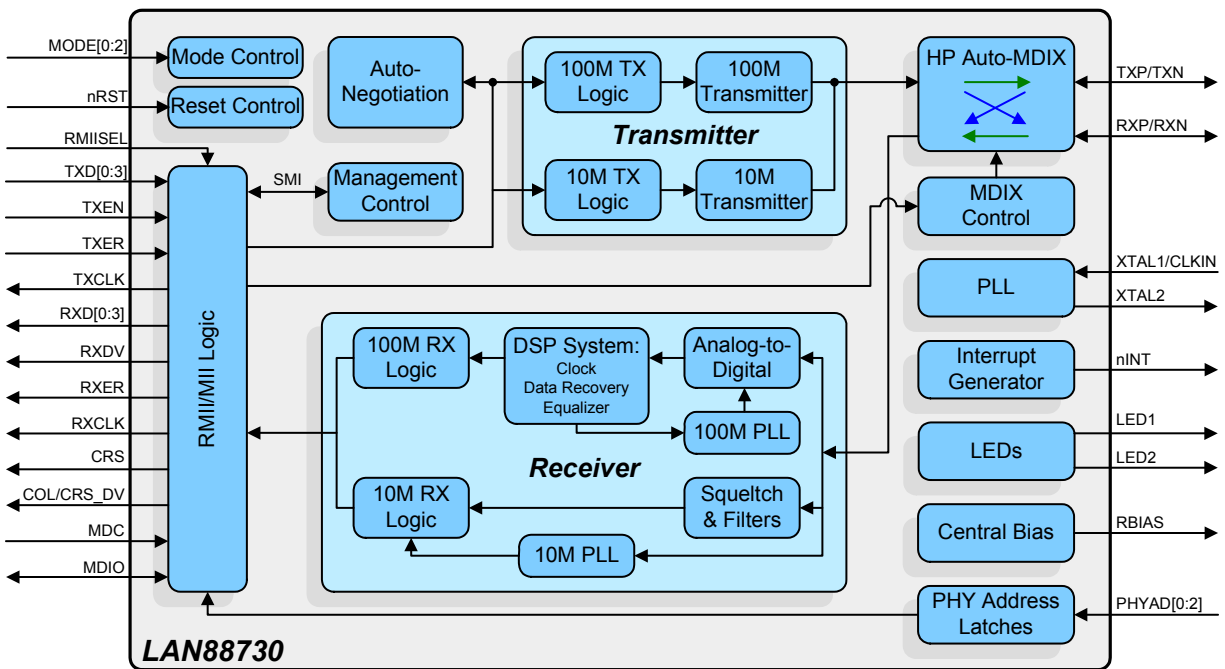 MODE[0:2]
nRST
RMIISEL
TXD[0:3]
TXEN
TXER
TXCLK
RXD[0:3]
RXDV
RXER
RXCLK
CRS
COL/CRS_DV
MDC
MDIO
Mode Control
Reset Control
RMII/MII Logic
SMI
Auto-
Negotiation
Management
Control
100M TX
Logic
100M
Transmitter
Transmitter
10M TX
Logic
10M
Transmitter
100M RX
Logic
DSP System:
Clock
Data Recovery
Equalizer
Analog-to-
Digital
100M PLL
Receiver
10M RX
Logic
Squeltch
& Filters
10M PLL
HP Auto-MDIX
MDIX
Control
PLL
Interrupt
Generator
LEDs
Central Bias
PHY Address
Latches
TXP/TXN
RXP/RXN
XTAL1/CLKIN
XTAL2
nINT
LED1
LED2
RBIAS
PHYAD[0:2]
LAN88730